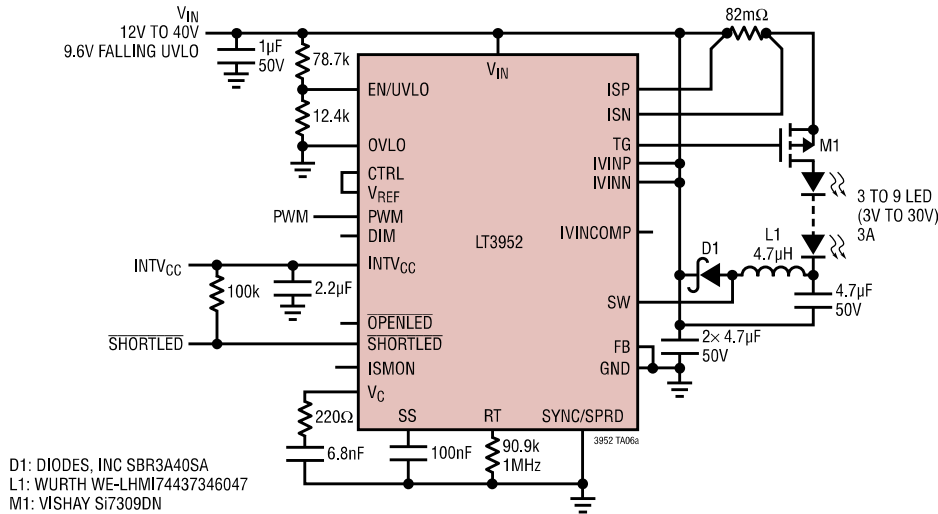 VIN
12V TO 40V
9.6V FALLING UVLO
1µF
50V
78.7k
12.4k
VIN
EN/UVLO
OVLO
CTRL
VREF
PWM
PWM
DIM
INTVCC
INTVCC
100k
2.2µF
OPENLED
SHORTLED
SHORTLED
ISMON
VC
220Ω
6.8nF
SS
100nF
RT
90.9k
1MHz
SYNC/SPRD
LT3952
ISP
ISN
TG
IVINP
IVINN
IVINCOMP
SW
FB
GND
82mΩ
M1
3 TO 9 LED
(3V TO 30V)
3A
D1
L1
4.7µH
4.7µF
50V
2× 4.7µF
50V
3952 TA06a
D1: DIODES, INC SBR3A40SA
L1: WURTH WE-LHMI74437346047
M1: VISHAY Si7309DN